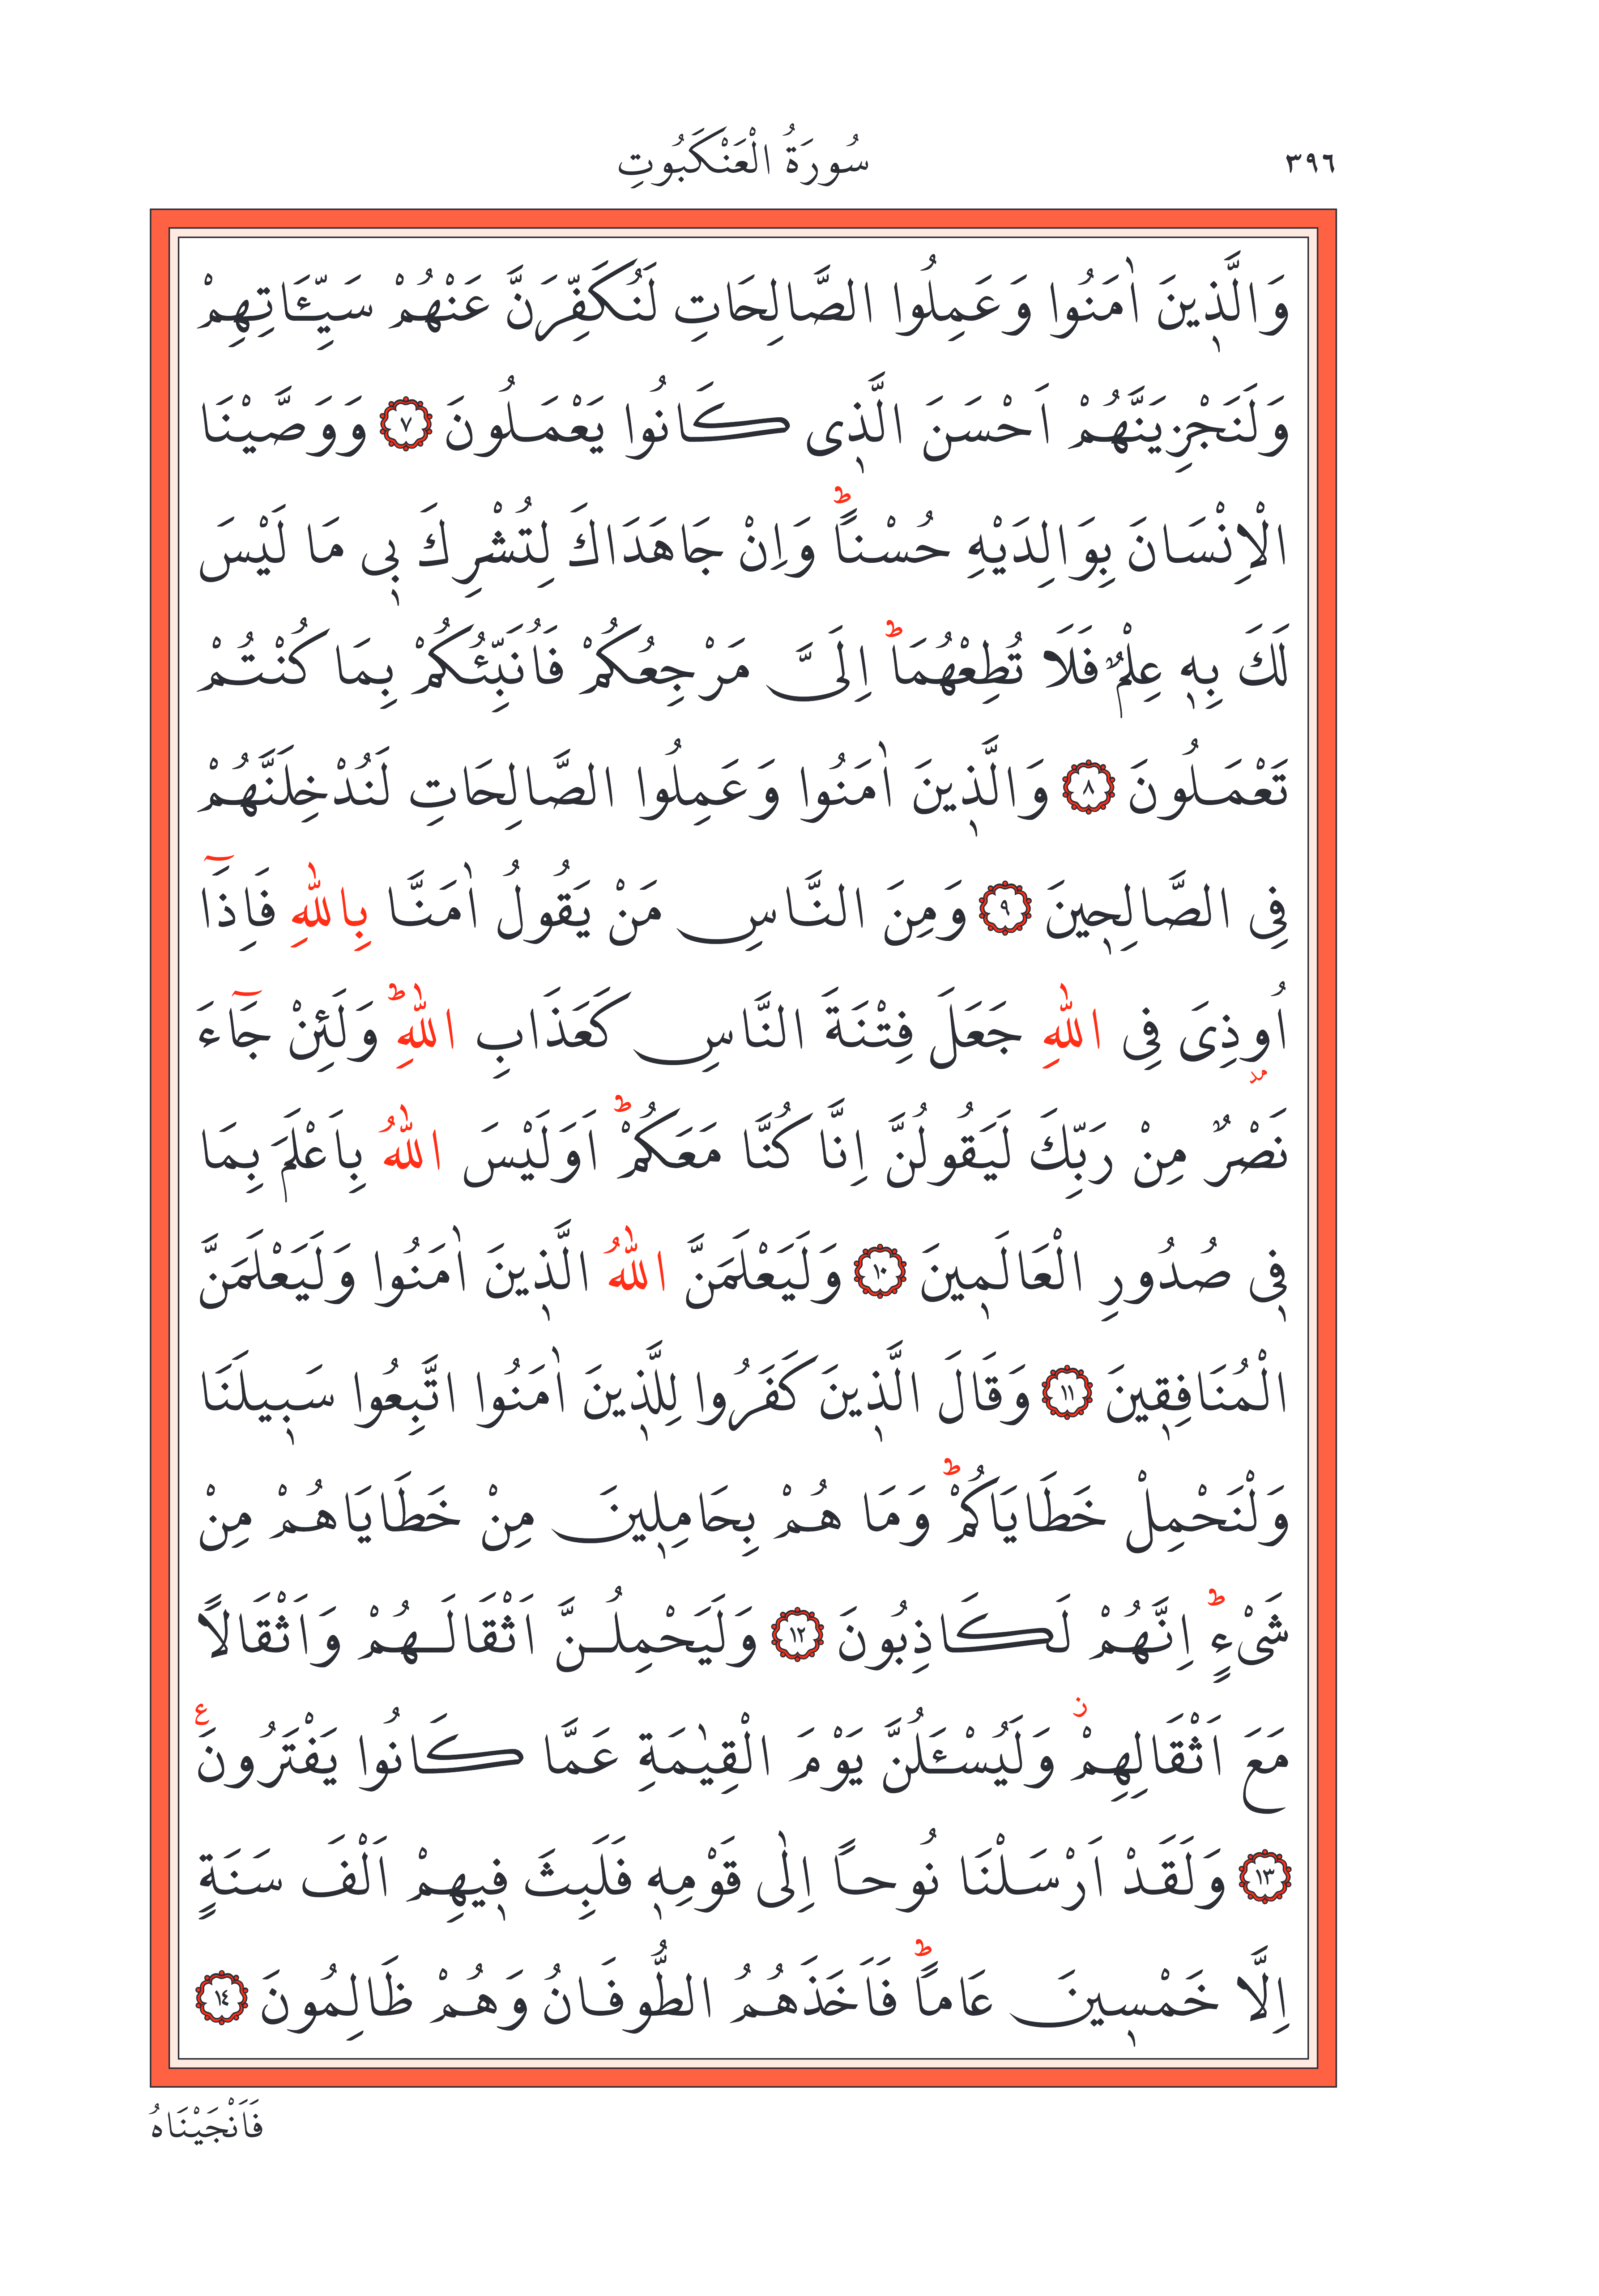 ٣٩٦
سُورَةُ الْعَنْكَبُوتِ
وَالَّذ۪ينَ اٰمَنُوا وَعَمِلُوا الصَّالِحَاتِ لَنُكَفِّرَنَّ عَنْهُمْ سَيِّـَٔاتِهِمْ
وَلَنَجْزِيَنَّهُمْ اَحْسَنَ الَّذ۪ى كَانُوا يَعْمَلُونَ ﴿٧﴾ وَوَصَّيْنَا
الْاِنْسَانَ بِوَالِدَيْهِ حُسْناًۜ وَاِنْ جَاهَدَاكَ لِتُشْرِكَ ب۪ى مَا لَيْسَ
لَكَ بِه۪ عِلْمٌ فَلَا تُطِعْهُمَاۜ اِلَىَّ مَرْجِعُكُمْ فَاُنَبِّئُكُمْ بِمَا كُنْتُمْ
تَعْمَلُونَ ﴿٨﴾ وَالَّذ۪ينَ اٰمَنُوا وَعَمِلُوا الصَّالِحَاتِ لَنُدْخِلَنَّهُمْ
فِى الصَّالِح۪ينَ ﴿٩﴾ وَمِنَ النَّاسِ مَنْ يَقُولُ اٰمَنَّا بِاللّٰهِ فَاِذَٓا
اُو۫ذِىَ فِى اللّٰهِ جَعَلَ فِتْنَةَ النَّاسِ كَعَذَابِ اللّٰهِۜ وَلَئِنْ جَٓاءَ
نَصْرٌ مِنْ رَبِّكَ لَيَقُولُنَّ اِنَّا كُنَّا مَعَكُمْۜ اَوَلَيْسَ اللّٰهُ بِاَعْلَمَ بِمَا
ف۪ى صُدُورِ الْعَالَم۪ينَ ﴿١٠﴾ وَلَيَعْلَمَنَّ اللّٰهُ الَّذ۪ينَ اٰمَنُوا وَلَيَعْلَمَنَّ
الْمُنَافِق۪ينَ ﴿١١﴾ وَقَالَ الَّذ۪ينَ كَفَرُوا لِلَّذ۪ينَ اٰمَنُوا اتَّبِعُوا سَب۪يلَنَا
وَلْنَحْمِلْ خَطَايَاكُمْۜ وَمَا هُمْ بِحَامِل۪ينَ مِنْ خَطَايَاهُمْ مِنْ
شَىْءٍۜ اِنَّهُمْ لَكَاذِبُونَ ﴿١٢﴾ وَلَيَحْمِلُنَّ اَثْقَالَهُمْ وَاَثْقَالاً
مَعَ اَثْقَالِهِمْۘ وَلَيُسْـَٔلُنَّ يَوْمَ الْقِيٰمَةِ عَمَّا كَانُوا يَفْتَرُونَ۟
﴿١٣﴾ وَلَقَدْ اَرْسَلْنَا نُوحاً اِلٰى قَوْمِه۪ فَلَبِثَ ف۪يهِمْ اَلْفَ سَنَةٍ
اِلَّا خَمْس۪ينَ عَاماًۜ فَاَخَذَهُمُ الطُّوفَانُ وَهُمْ ظَالِمُونَ ﴿١٤﴾
فَاَنْجَيْنَاهُ